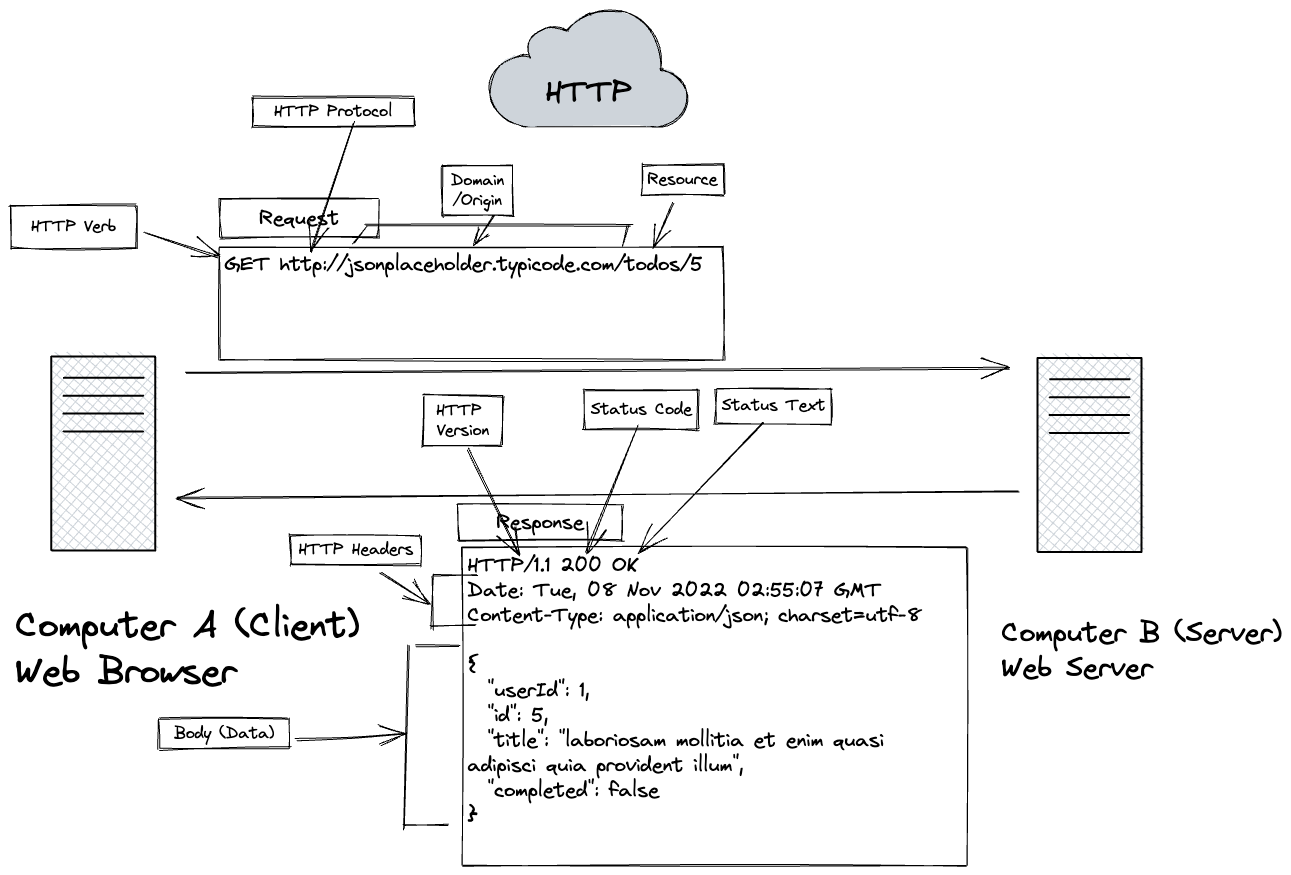 HTTP
HTTP Protocol
Domain
/Origin
Resource
HTTP Verb
Request
GET http://jsonplaceholder.typicode.com/todos/5
HTTP
Version
Status Code
Status Text
Response
HTTP Headers
HTTP/1.1 200 OK
Date: Tue, 08 Nov 2022 02:55:07 GMT
Content-Type: application/json; charset=utf-8
Computer A (Client)
Web Browser
Computer B (Server)
Web Server
Body (Data)
{
"userId": 1,
"id": 5,
"title": "laboriosam mollitia et enim quasi
adipisci quia provident illum",
"completed": false
}